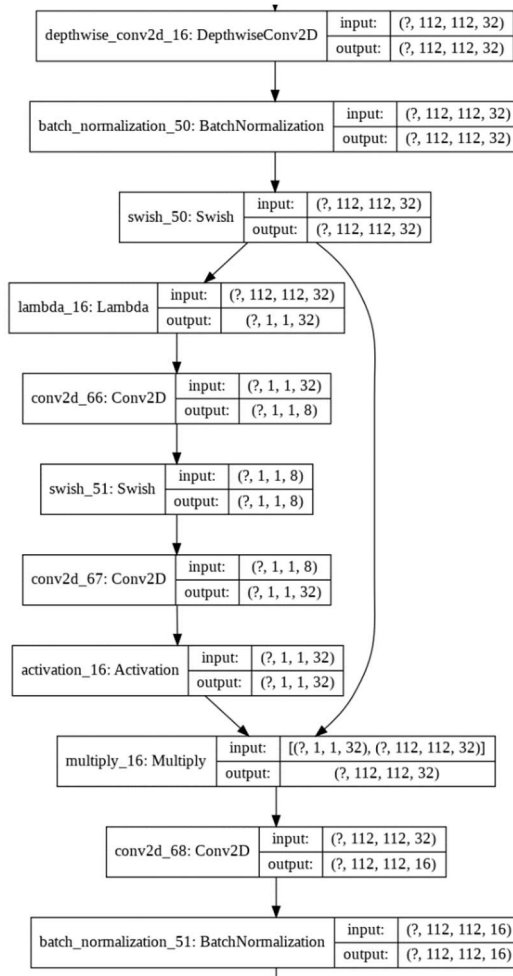 depthwise_conv2d_16: DepthwiseConv2D
input: (?, 112, 112, 32)
output: (?, 112, 112, 32)
batch_normalization_50: BatchNormalization
input: (?, 112, 112, 32)
output: (?, 112, 112, 32)
swish_50: Swish
input: (?, 112, 112, 32)
output: (?, 112, 112, 32)
lambda_16: Lambda
input: (?, 112, 112, 32)
output: (?, 1, 1, 32)
conv2d_66: Conv2D
input: (?, 1, 1, 32)
output: (?, 1, 1, 8)
swish_51: Swish
input: (?, 1, 1, 8)
output: (?, 1, 1, 8)
conv2d_67: Conv2D
input: (?, 1, 1, 8)
output: (?, 1, 1, 32)
activation_16: Activation
input: (?, 1, 1, 32)
output: (?, 1, 1, 32)
multiply_16: Multiply
input: [(?, 1, 1, 32), (?, 112, 112, 32)]
output: (?, 112, 112, 32)
conv2d_68: Conv2D
input: (?, 112, 112, 32)
output: (?, 112, 112, 16)
batch_normalization_51: BatchNormalization
input: (?, 112, 112, 16)
output: (?, 112, 112, 16)